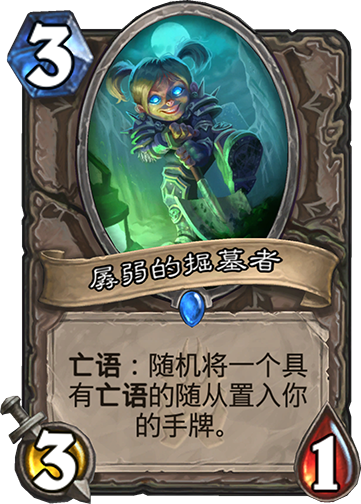 3
孱弱的掘墓者
亡语：随机将一个具
有亡语的随从置入你
的手牌。
3
1